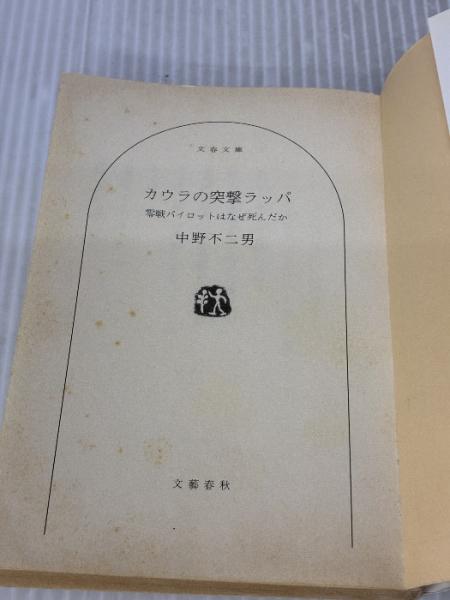 文春文庫
カウラの突撃ラッパ
零戦パイロットはなぜ死んだか
中野不二男
文藝春秋